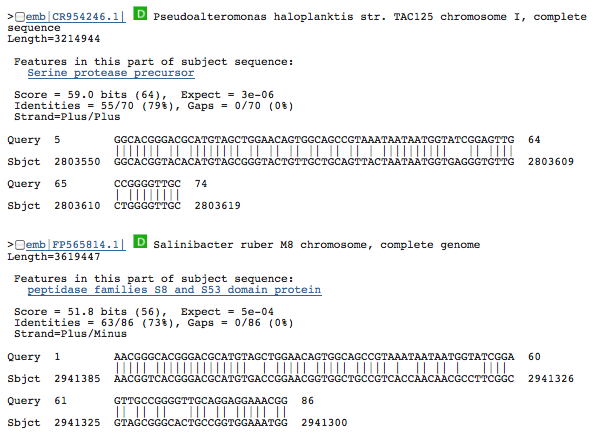 >emb|CR954246.1| D Pseudoalteromonas haloplanktis str. TAC125 chromosome I, complete
sequence
Length=3214944
Features in this part of subject sequence:
Serine protease precursor
Score = 59.0 bits (64), Expect = 3e-06
Identities = 55/70 (79%), Gaps = 0/70 (0%)
Strand=Plus/Plus
Query 5 GGCACGGGACGCATGTAGCTGGAACAGTGGCAGCCGTAAATAATAATGGTATCGGAGTTG 64
Sbjct 2803550 GGCACGGTACACATGTAGCGGGTACTGTTGCTGCAGTTACTAATAATGGTGAGGGTGTTG 2803609
Query 65 CCGGGGTTGC 74
Sbjct 2803610 CTGGGGTTGC 2803619
>emb|FP565814.1| D Salinibacter ruber M8 chromosome, complete genome
Length=3619447
Features in this part of subject sequence:
peptidase families S8 and S53 domain protein
Score = 51.8 bits (56), Expect = 5e-04
Identities = 63/86 (73%), Gaps = 0/86 (0%)
Strand=Plus/Minus
Query 1 AACGGGCACGGGACGCATGTAGCTGGAACAGTGGCAGCCGTAAATAATAATGGTATCGGA 60
Sbjct 2941385 AACGGTCACGGGACGCATGTGACCGGAACGGTGGCTGCCGTCACCAACAACGCCTTCGGC 2941326
Query 61 GTTGCCGGGGTTGCAGGAGGAAACGG 86
Sbjct 2941325 GTAGCGGGCACTGCCGGTGGAAATGG 2941300